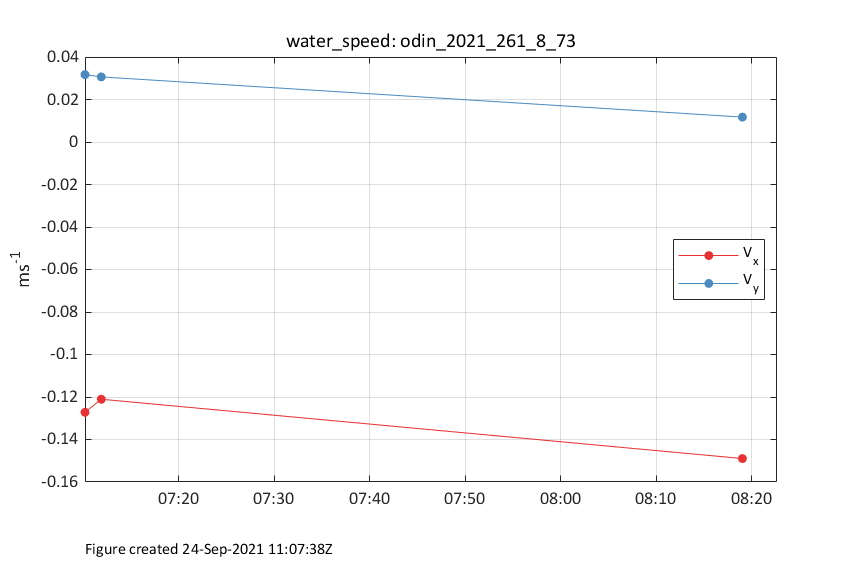 water_speed: odin_2021_261_8_73
0.04
0.02
0
-0.02
-0.04
-0.06
-0.08
-0.1
-0.12
-0.14
-0.16
ms-1
Vx
Vy
07:20 07:30 07:40 07:50 08:00 08:10 08:20
Figure created 24-Sep-2021 11:07:38Z